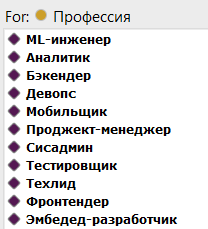 For: Профессия
ML-инженер
Аналитик
Бэкендер
Девопс
Мобильщик
Проджект-менеджер
Сисадмин
Тестировщик
Техлид
Фронтендер
Эмбедед-разработчик